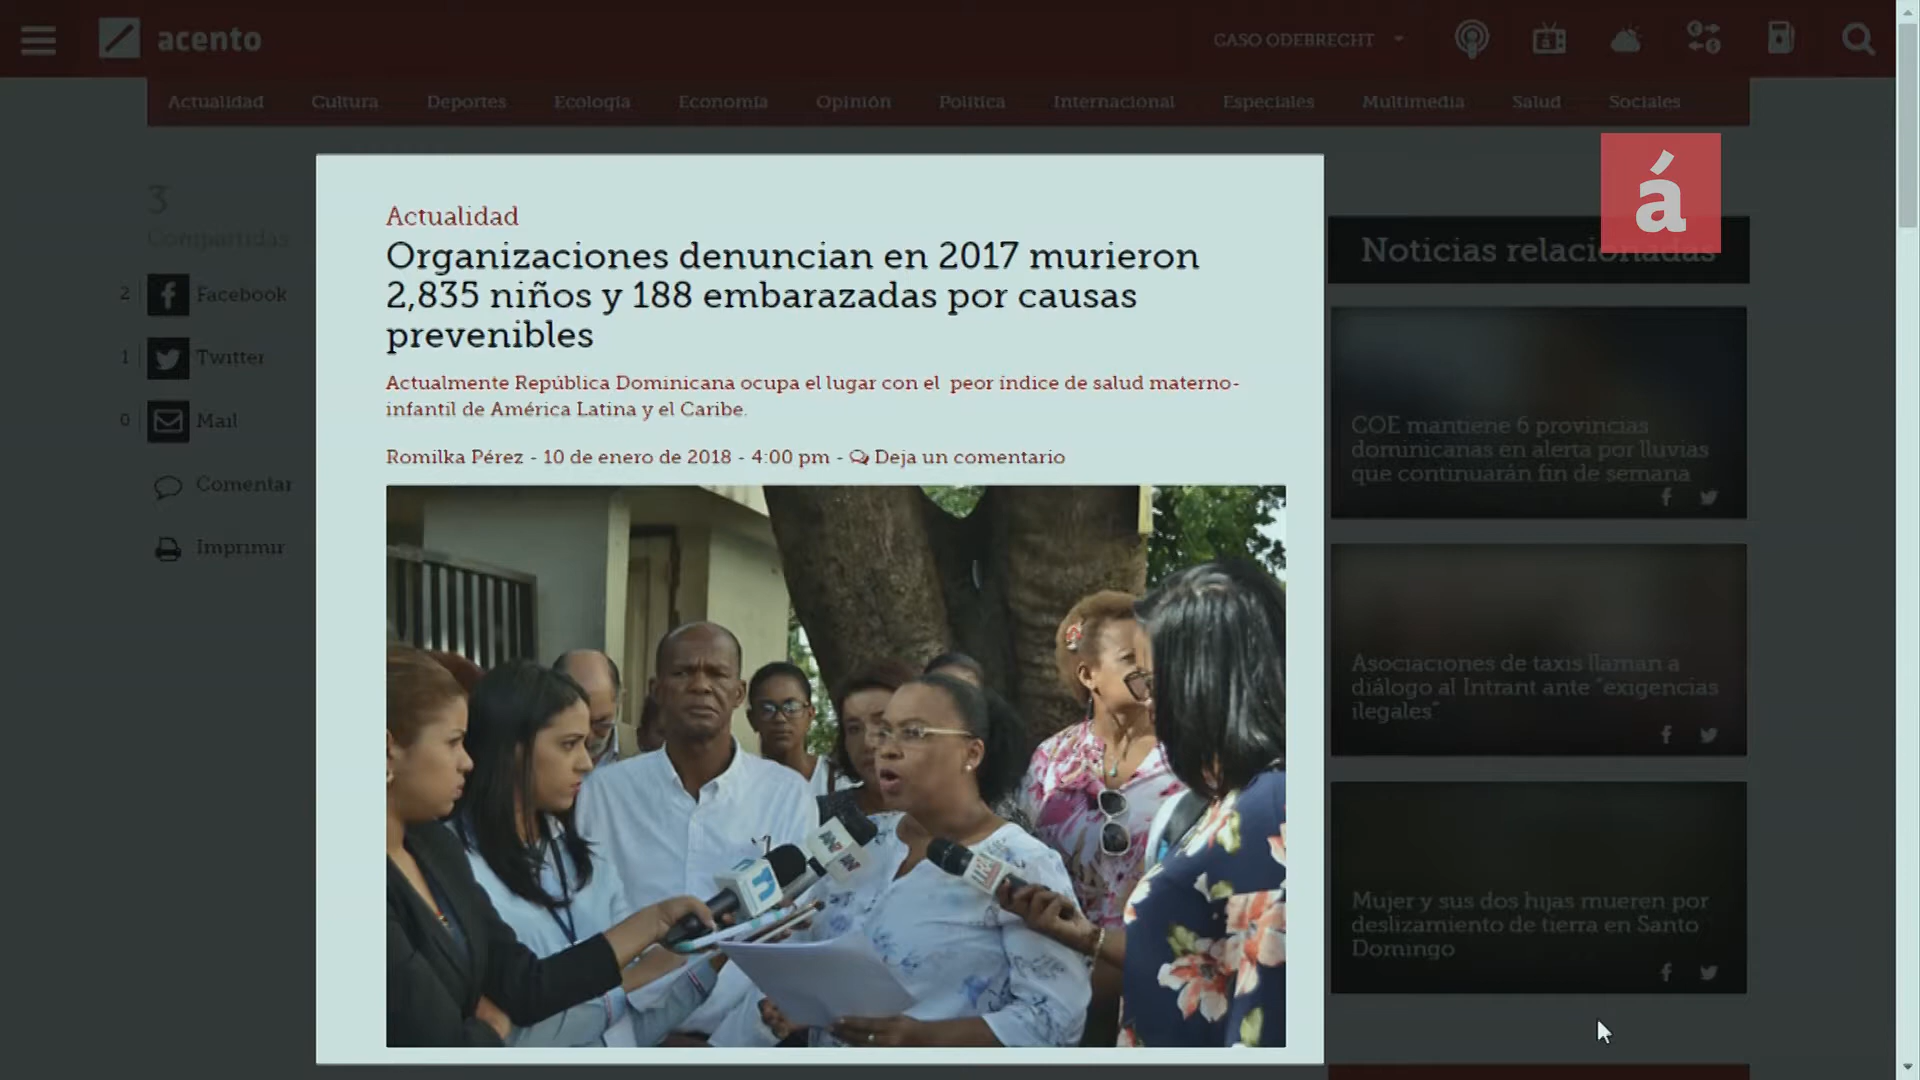 acento
CASO ODEBRECHT
Actualidad Cultura Deportes Ecología Economía Opinión Política Internacional Especiales Multimedia Salud Sociales
á
3
Compartidas
2 Facebook
1 Twitter
0 Mail
Comentar
Imprimir
Actualidad
Organizaciones denuncian en 2017 murieron
2,835 niños y 188 embarazadas por causas
prevenibles
Actualmente República Dominicana ocupa el lugar con el peor índice de salud materno-
infantil de América Latina y el Caribe.
Romilka Pérez - 10 de enero de 2018 - 4:00 pm - Deja un comentario
Noticias relacionadas
COE mantiene 6 provincias
dominicanas en alerta por lluvias
que continuarán fin de semana
Asociaciones de taxis llaman a
diálogo al Intrant ante "exigencias
ilegales"
Mujer y sus dos hijas mueren por
deslizamiento de tierra en Santo
Domingo